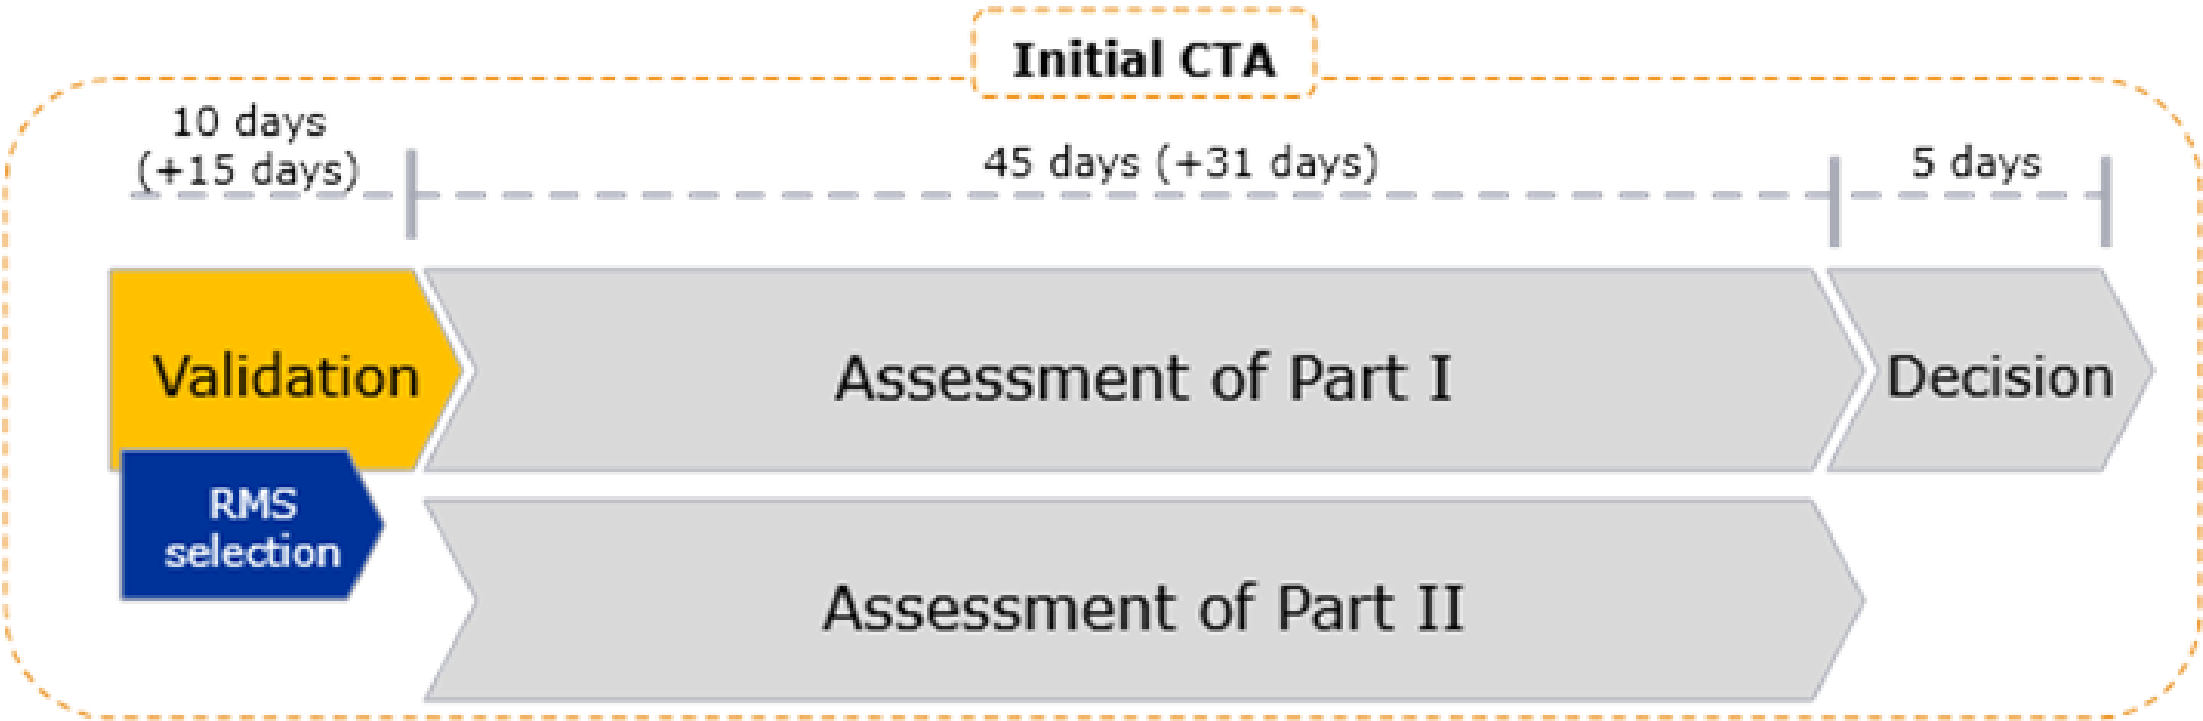 Initial CTA
10 days
(+15 days)
45 days (+31 days)
5 days
Validation
Assessment of Part I
Decision
RMS
selection
Assessment of Part II